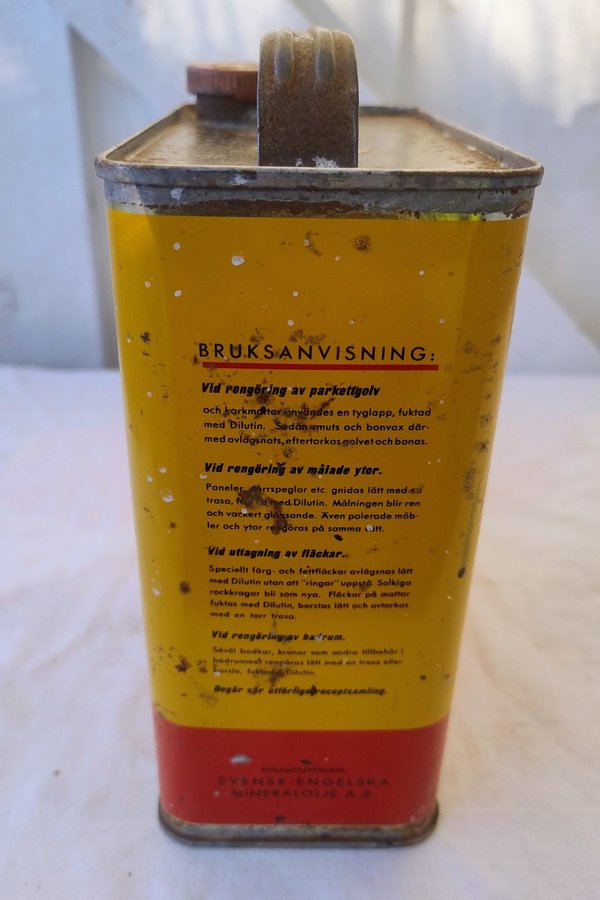 BRUKSANVISNING:
Vid rengöring av parkettgolv
och korkmattor användes en tyglapp, fuktad
med Dilutin. Sedan smuts och bonvax där-
med avlägsnats, eftertorkas golvet och bonas.
Vid rengöring av målade ytor.
Paneler, dörrspeglar etc. gnidas lätt med en
trasa, med Dilutin. Målningen blir ren
och vackert glänsande. Även polerade möb-
ler och ytor rengöras på samma sätt.
Vid uttagning av fläckar.
Speciellt färg- och fettfläckar avlägsnas lätt
med Dilutin utan att "ringar" uppstå. Solkiga
rockkragar bli som nya. Fläckar på mattor
fuktas med Dilutin, borstas lätt och avtorkas
med en torr trasa.
Vid rengöring av badrum.
Såväl badkar, kranar som andra tillbehör i
badrummet rengöras lätt med en trasa eller
borste, fuktad i Dilutin.
Begär vår utförliga receptsamling.
ENSAMTILLVERKARE:
SVENSK-ENGELSKA
MINERALOLJE A.-B.